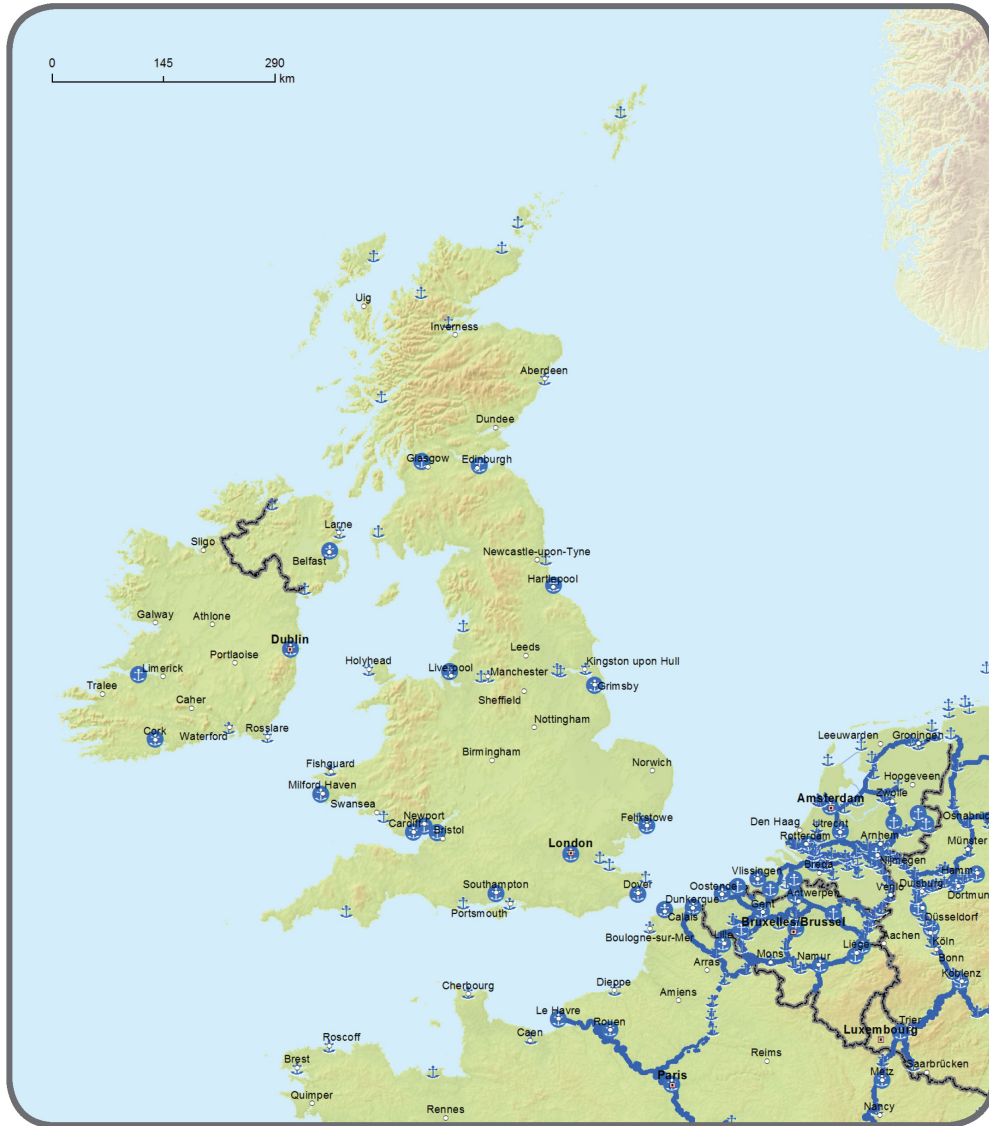 0 145 290
km
Uig
Inverness
Aberdeen
Dundee
Glasgow
Edinburgh
Larne
Sligo
Belfast
Newcastle-upon-Tyne
Hartlepool
Galway
Athlone
Dublin
Portlaoise
Limerick
Tralee
Caher
Cork
Waterford
Rosslare
Holyhead
Liverpool
Leeds
Manchester
Kingston upon Hull
Grimsby
Sheffield
Nottingham
Birmingham
Norwich
Fishguard
Milford Haven
Swansea
Newport
Cardiff
Bristol
Felixstowe
London
Southampton
Portsmouth
Dover
Leeuwarden
Groningen
Hoogeveen
Zwolle
Amsterdam
Osnabrück
Den Haag
Utrecht
Rotterdam
Arnhem
Münster
Nijmegen
Breda
Vlissingen
Hamm
Oostende
Antwerpen
Venlo
Duisburg
Dortmund
Dunkerque
Gent
Calais
Düsseldorf
Bruxelles/Brussel
Boulogne-sur-Mer
Lille
Aachen
Köln
Liège
Mons
Namur
Bonn
Arras
Koblenz
Dieppe
Amiens
Cherbourg
Le Havre
Rouen
Caen
Trier
Luxembourg
Roscoff
Brest
Reims
Saarbrücken
Metz
Paris
Quimper
Rennes
Nancy